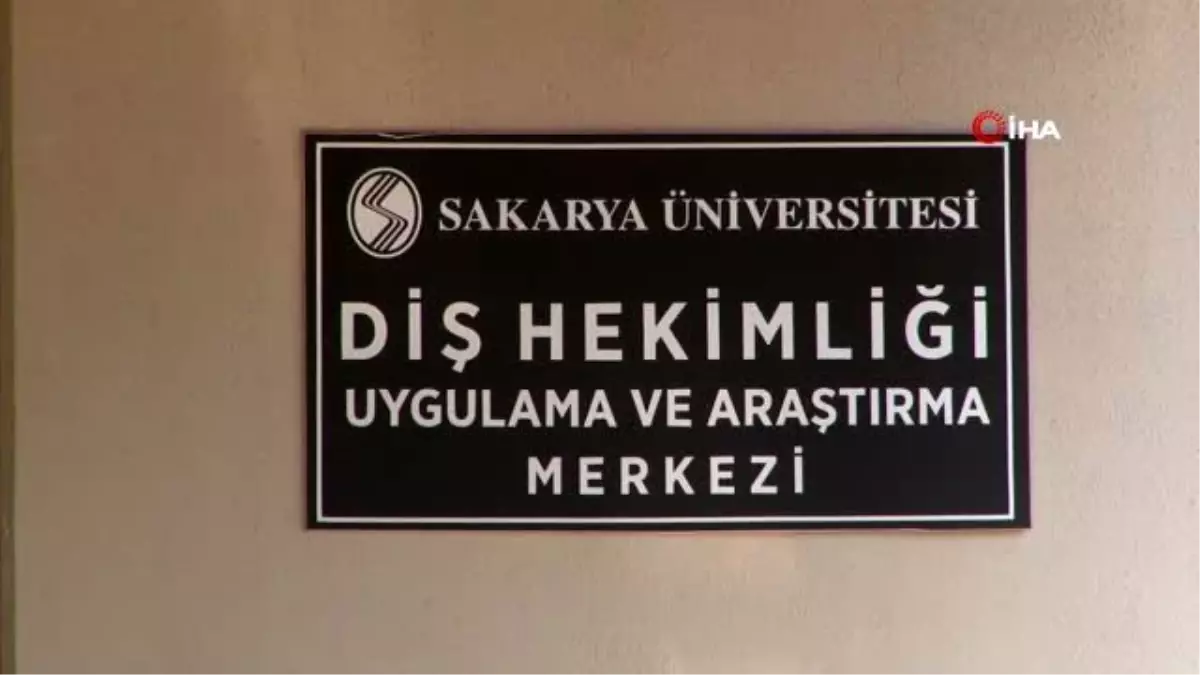 İHA
SAKARYA ÜNİVERSİTESİ
DİŞ HEKİMLİĞİ
UYGULAMA VE ARAŞTIRMA
MERKEZİ